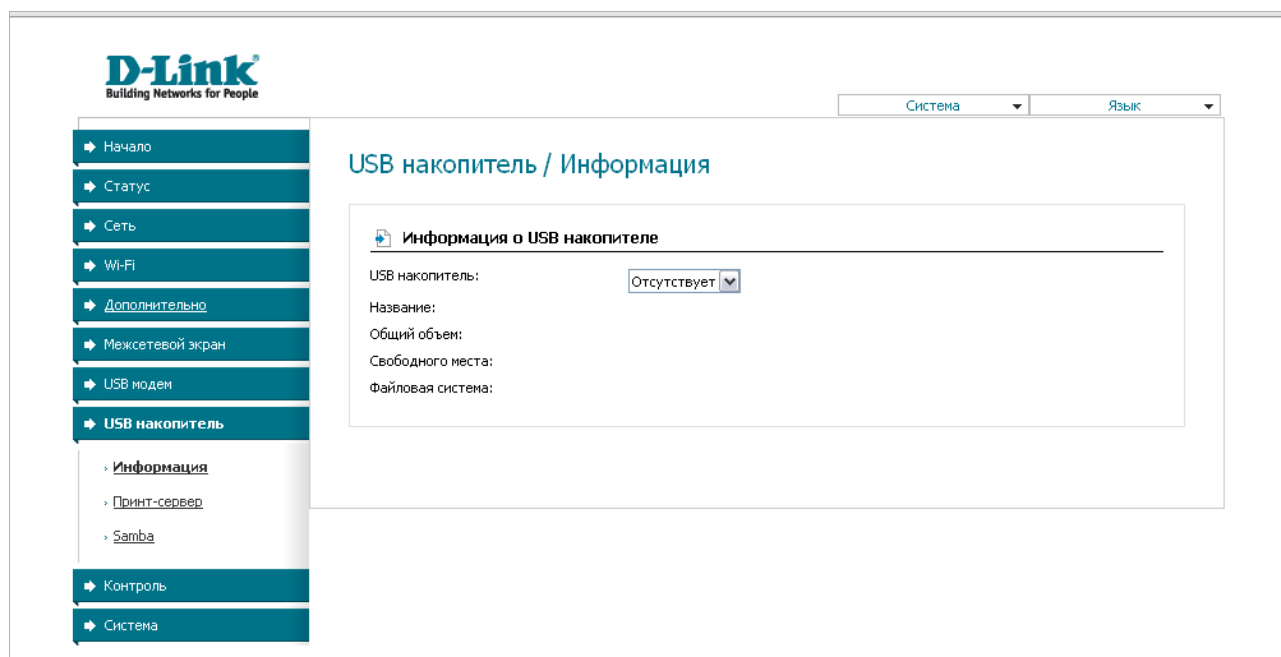 D-Link
Building Networks for People
Система
Язык
Начало
Статус
Сеть
Wi-Fi
Дополнительно
Межсетевой экран
USB модем
USB накопитель
Информация
Принт-сервер
Samba
Контроль
Система
USB накопитель / Информация
Информация о USB накопителе
USB накопитель: Отсутствует
Название:
Общий объем:
Свободного места:
Файловая система: